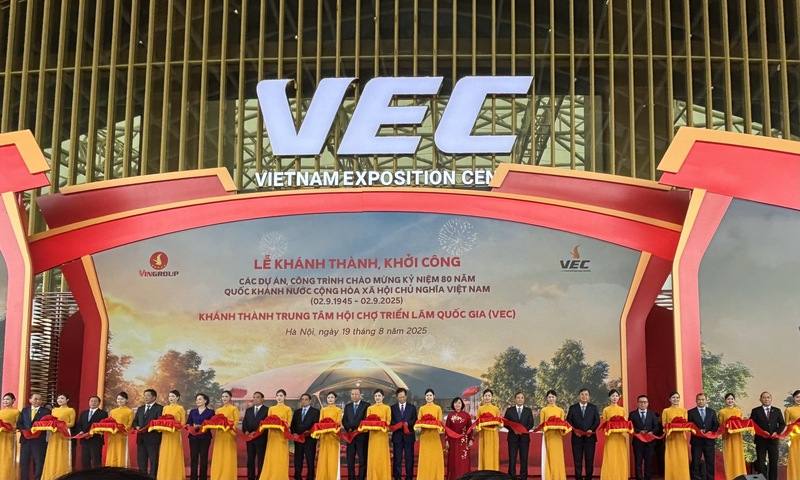 VEC
VIETNAM EXPOSITION CEN
VINGROUP
VEC
LỄ KHÁNH THÀNH, KHỞI CÔNG
CÁC DỰ ÁN, CÔNG TRÌNH CHÀO MỪNG KỶ NIỆM 80 NĂM
QUỐC KHÁNH NƯỚC CỘNG HÒA XÃ HỘI CHỦ NGHĨA VIỆT NAM
(02.9.1945 - 02.9.2025)
KHÁNH THÀNH TRUNG TÂM HỘI CHỢ TRIỂN LÃM QUỐC GIA (VEC)
Hà Nội, ngày 19 tháng 8 năm 2025